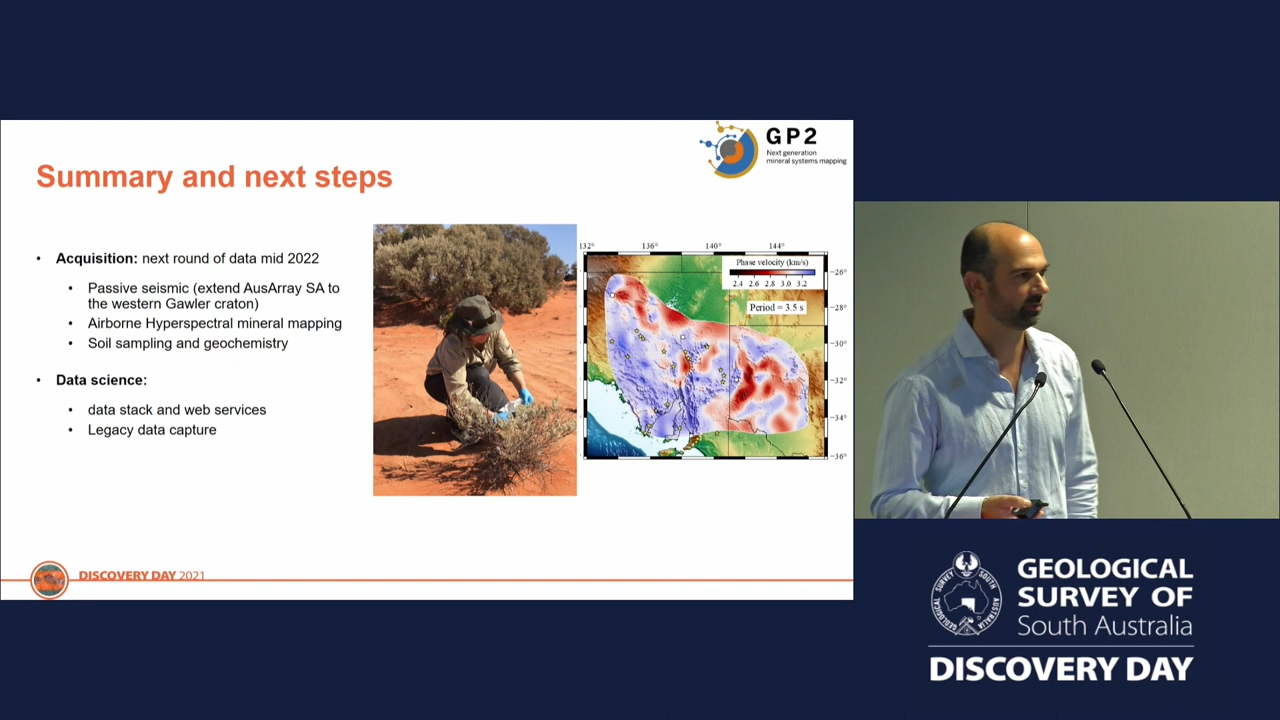 GP2
Next generation
mineral systems mapping
Summary and next steps
• Acquisition: next round of data mid 2022
• Passive seismic (extend AusArray SA to
the western Gawler craton)
• Airborne Hyperspectral mineral mapping
• Soil sampling and geochemistry
• Data science:
• data stack and web services
• Legacy data capture
132° 136° 140° 144°
Phase velocity (km/s)
2.4 2.6 2.8 3.0 3.2
Period = 3.5 s
−26°
−28°
−30°
−32°
−34°
−36°
DISCOVERY DAY 2021
GEOLOGICAL SURVEY SOUTH AUSTRALIA
GEOLOGICAL
SURVEY OF
South Australia
DISCOVERY DAY